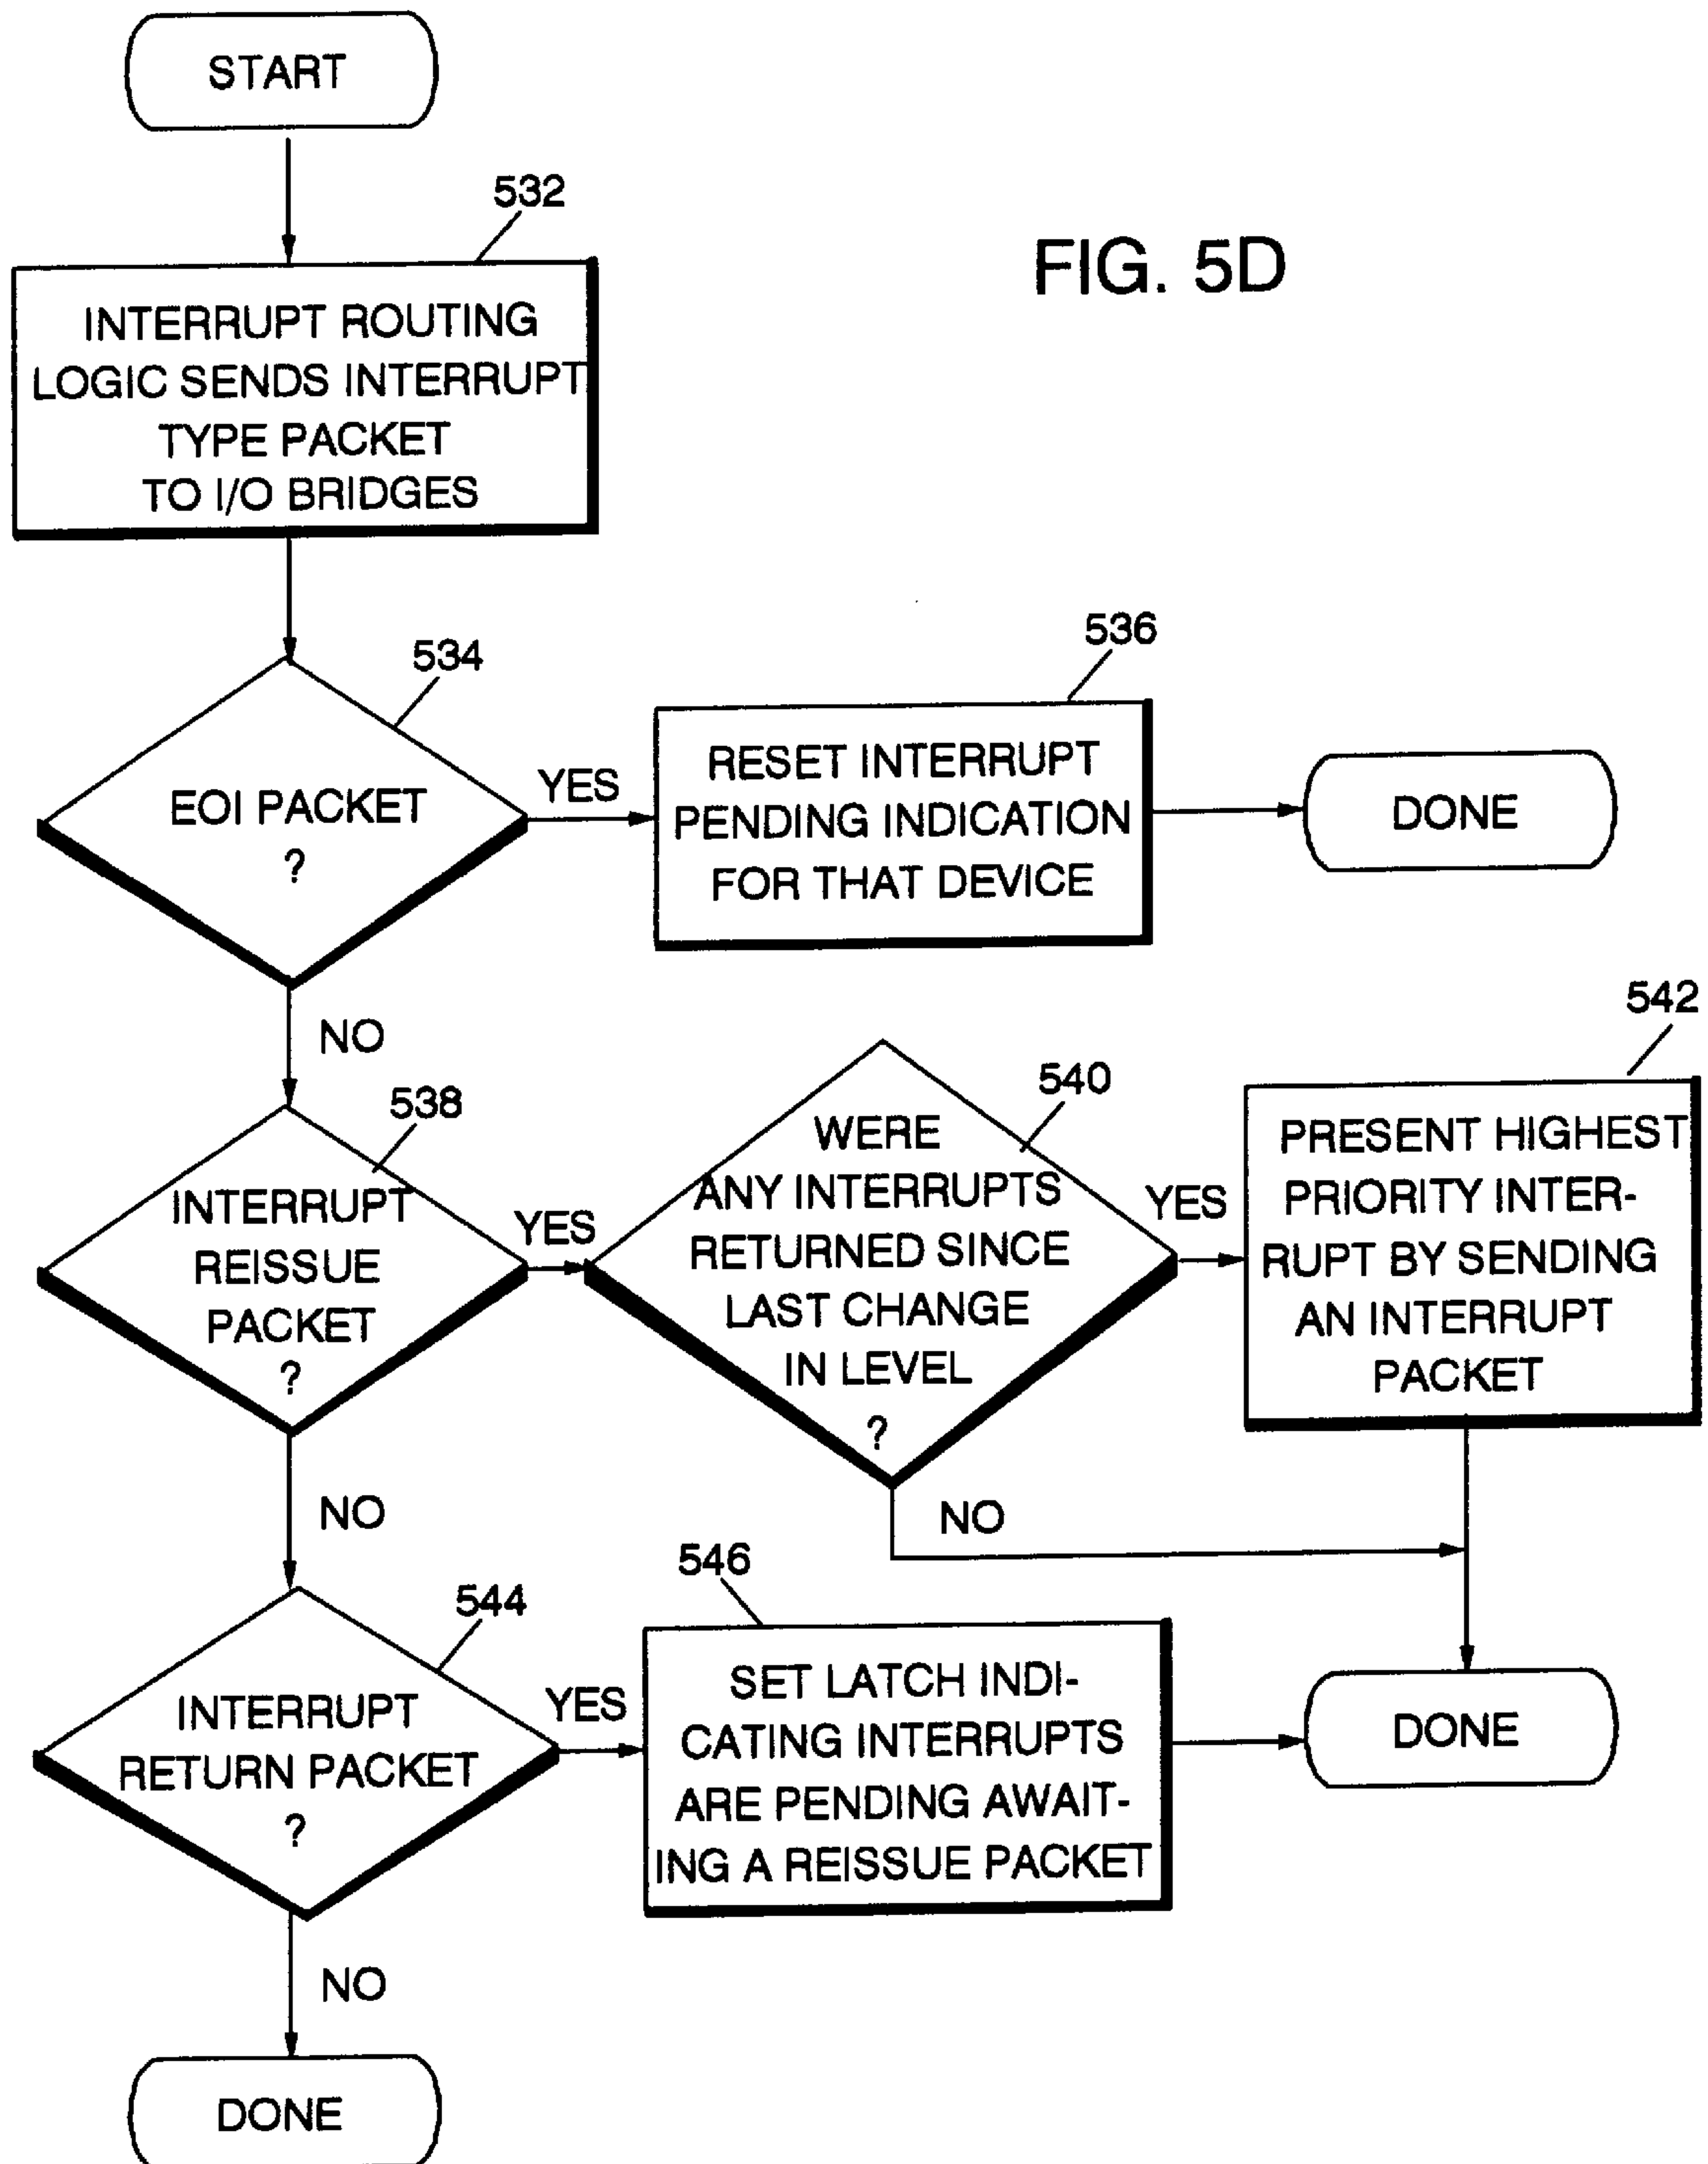 START
532
FIG. 5D
INTERRUPT ROUTING
LOGIC SENDS INTERRUPT
TYPE PACKET
TO I/O BRIDGES
534
EOI PACKET
?
YES
536
RESET INTERRUPT
PENDING INDICATION
FOR THAT DEVICE
DONE
NO
538
INTERRUPT
REISSUE
PACKET
?
YES
540
WERE
ANY INTERRUPTS
RETURNED SINCE
LAST CHANGE
IN LEVEL
?
YES
542
PRESENT HIGHEST
PRIORITY INTER-
RUPT BY SENDING
AN INTERRUPT
PACKET
NO
NO
544
INTERRUPT
RETURN PACKET
?
YES
546
SET LATCH INDI-
CATING INTERRUPTS
ARE PENDING AWAIT-
ING A REISSUE PACKET
DONE
NO
DONE